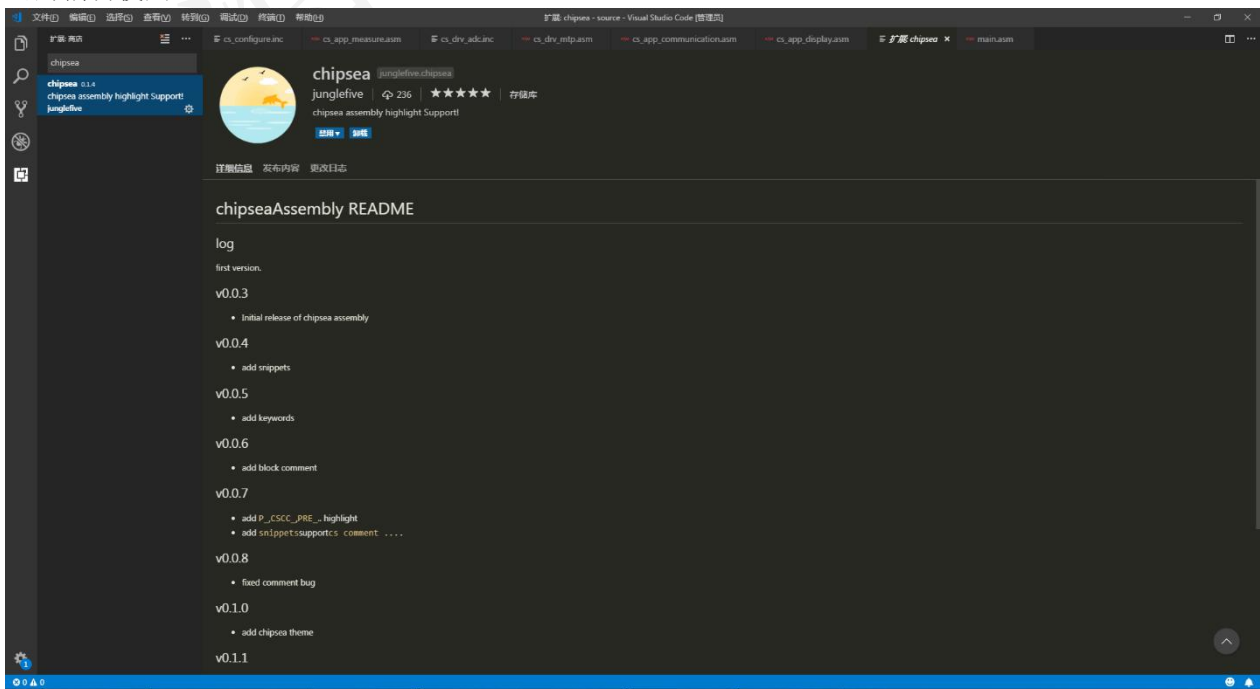 文件(F) 编辑(E) 选择(S) 查看(V) 转到(G) 调试(D) 终端(T) 帮助(H)
扩展: chipsea - source - Visual Studio Code [管理员]
扩展: 商店
cs_configure.inc
cs_app_measure.asm
cs_drv_adc.inc
cs_drv_mtp.asm
cs_app_communication.asm
cs_app_display.asm
扩展: chipsea
main.asm
chipsea
chipsea 0.1.4
chipsea assembly highlight Support!
junglefive
chipsea junglefive.chipsea
junglefive 236 ★★★★★ 存储库
chipsea assembly highlight Support!
禁用 卸载
详细信息 发布内容 更改日志
chipseaAssembly README
log
first version.
v0.0.3
• Initial release of chipsea assembly
v0.0.4
• add snippets
v0.0.5
• add keywords
v0.0.6
• add block comment
v0.0.7
• add P_,CSCC_,PRE_.. highlight
• add snippetssupportcs comment ....
v0.0.8
• fixed comment bug
v0.1.0
• add chipsea theme
v0.1.1
1
0 0